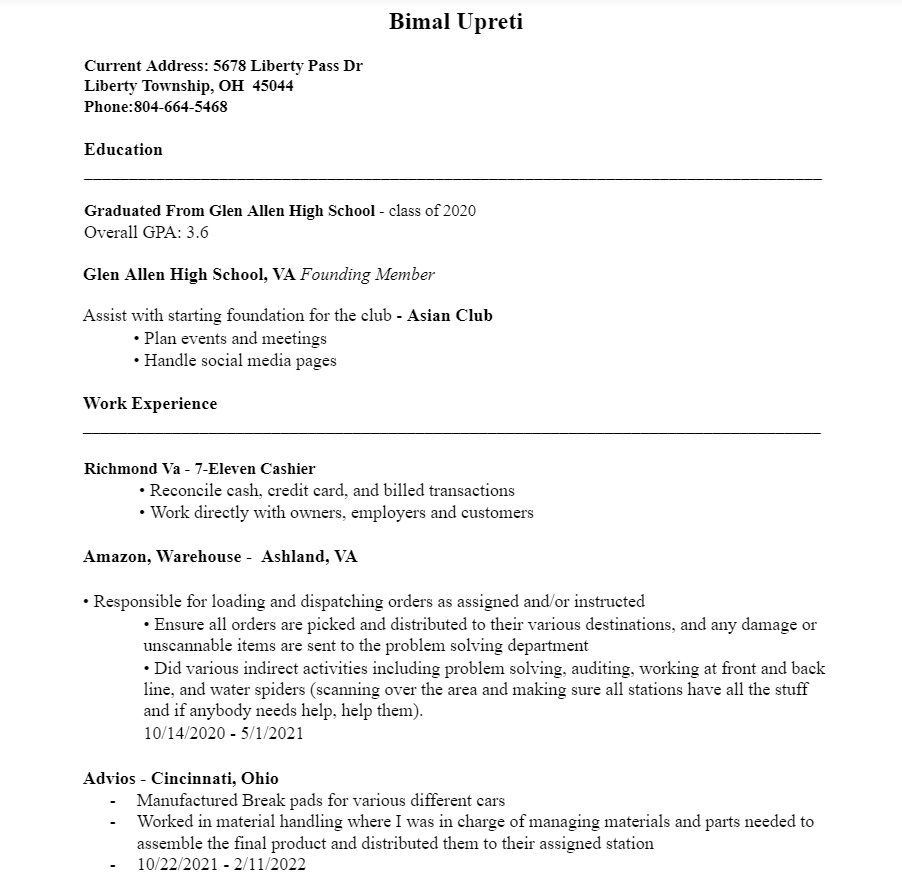 Bimal Upreti
Current Address: 5678 Liberty Pass Dr
Liberty Township, OH  45044
Phone:804-664-5468
Education
Graduated From Glen Allen High School - class of 2020
Overall GPA: 3.6
Glen Allen High School, VA Founding Member
Assist with starting foundation for the club - Asian Club
• Plan events and meetings
• Handle social media pages
Work Experience
Richmond Va - 7-Eleven Cashier
• Reconcile cash, credit card, and billed transactions
• Work directly with owners, employers and customers
Amazon, Warehouse -  Ashland, VA
• Responsible for loading and dispatching orders as assigned and/or instructed
• Ensure all orders are picked and distributed to their various destinations, and any damage or
unscannable items are sent to the problem solving department
• Did various indirect activities including problem solving, auditing, working at front and back
line, and water spiders (scanning over the area and making sure all stations have all the stuff
and if anybody needs help, help them).
10/14/2020 - 5/1/2021
Advios - Cincinnati, Ohio
- Manufactured Break pads for various different cars
- Worked in material handling where I was in charge of managing materials and parts needed to
assemble the final product and distributed them to their assigned station
- 10/22/2021 - 2/11/2022